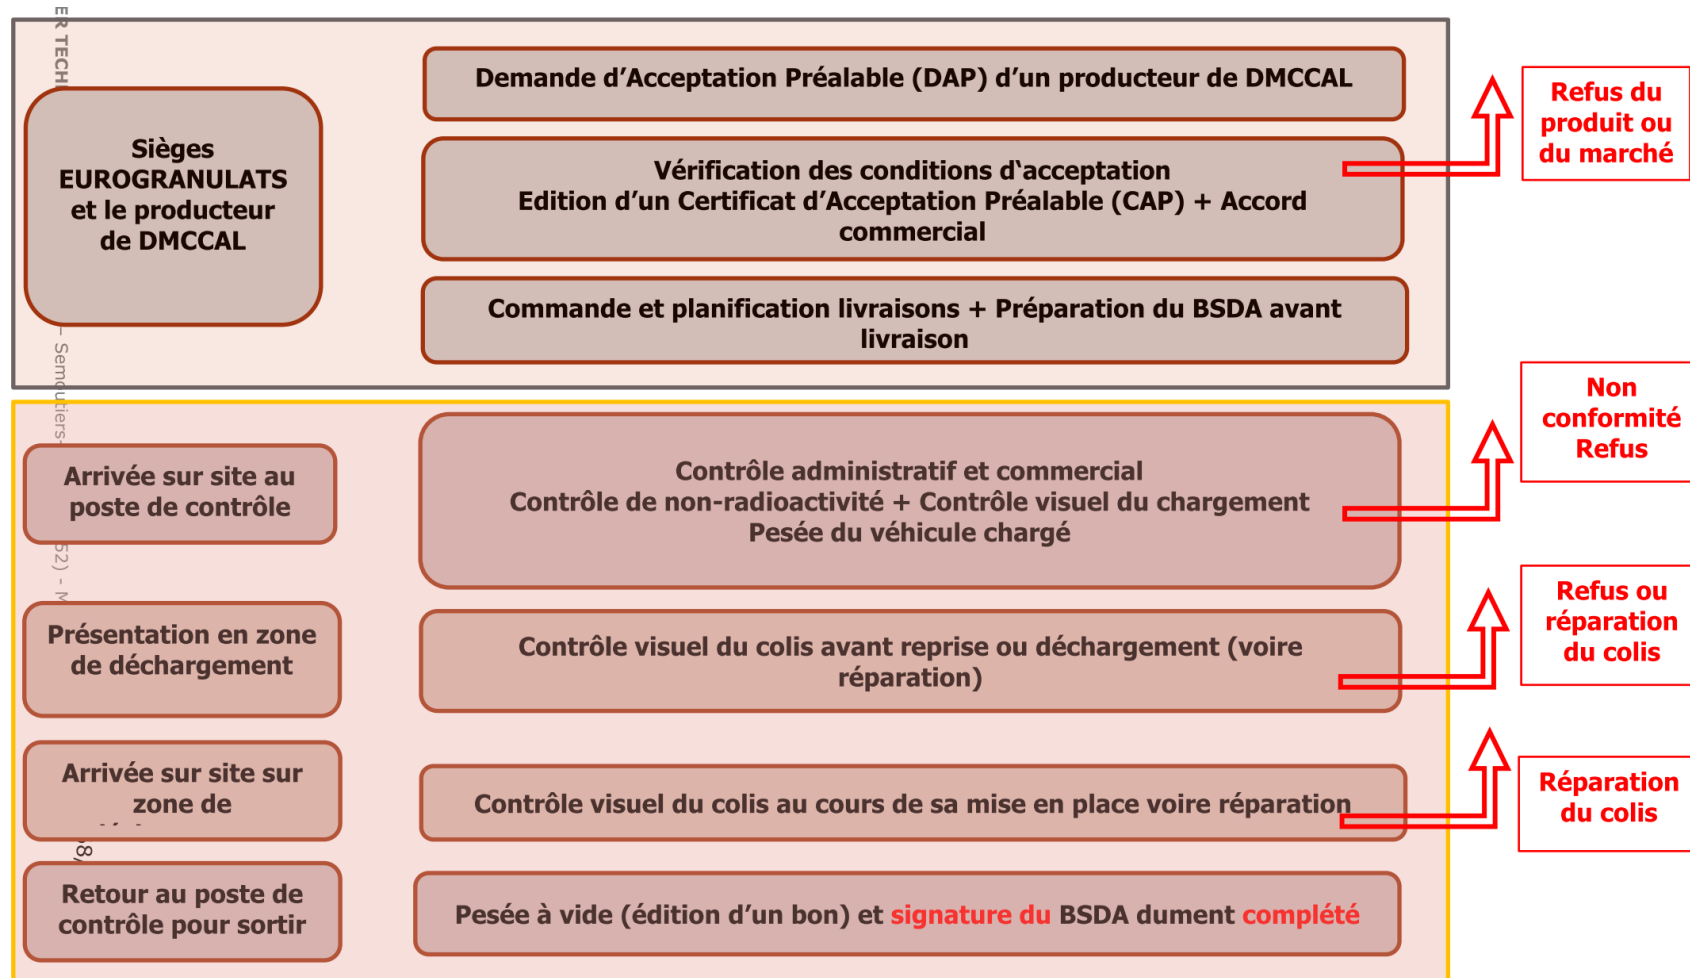 Demande d'Acceptation Préalable (DAP) d'un producteur de DMCCAL
Refus du
produit ou
du marché
Sièges
EUROGRANULATS
et le producteur
de DMCCAL
Vérification des conditions d'acceptation
Edition d'un Certificat d'Acceptation Préalable (CAP) + Accord
commercial
Commande et planification livraisons + Préparation du BSDA avant
livraison
Non
conformité
Refus
Arrivée sur site au
poste de contrôle
Contrôle administratif et commercial
Contrôle de non-radioactivité + Contrôle visuel du chargement
Pesée du véhicule chargé
Refus ou
réparation
du colis
Présentation en zone
de déchargement
Contrôle visuel du colis avant reprise ou déchargement (voire
réparation)
Arrivée sur site sur
zone de
Contrôle visuel du colis au cours de sa mise en place voire réparation
Réparation
du colis
Retour au poste de
contrôle pour sortir
Pesée à vide (édition d'un bon) et signature du BSDA dument complété
ER TECH
– Semoutiers-
52) - M